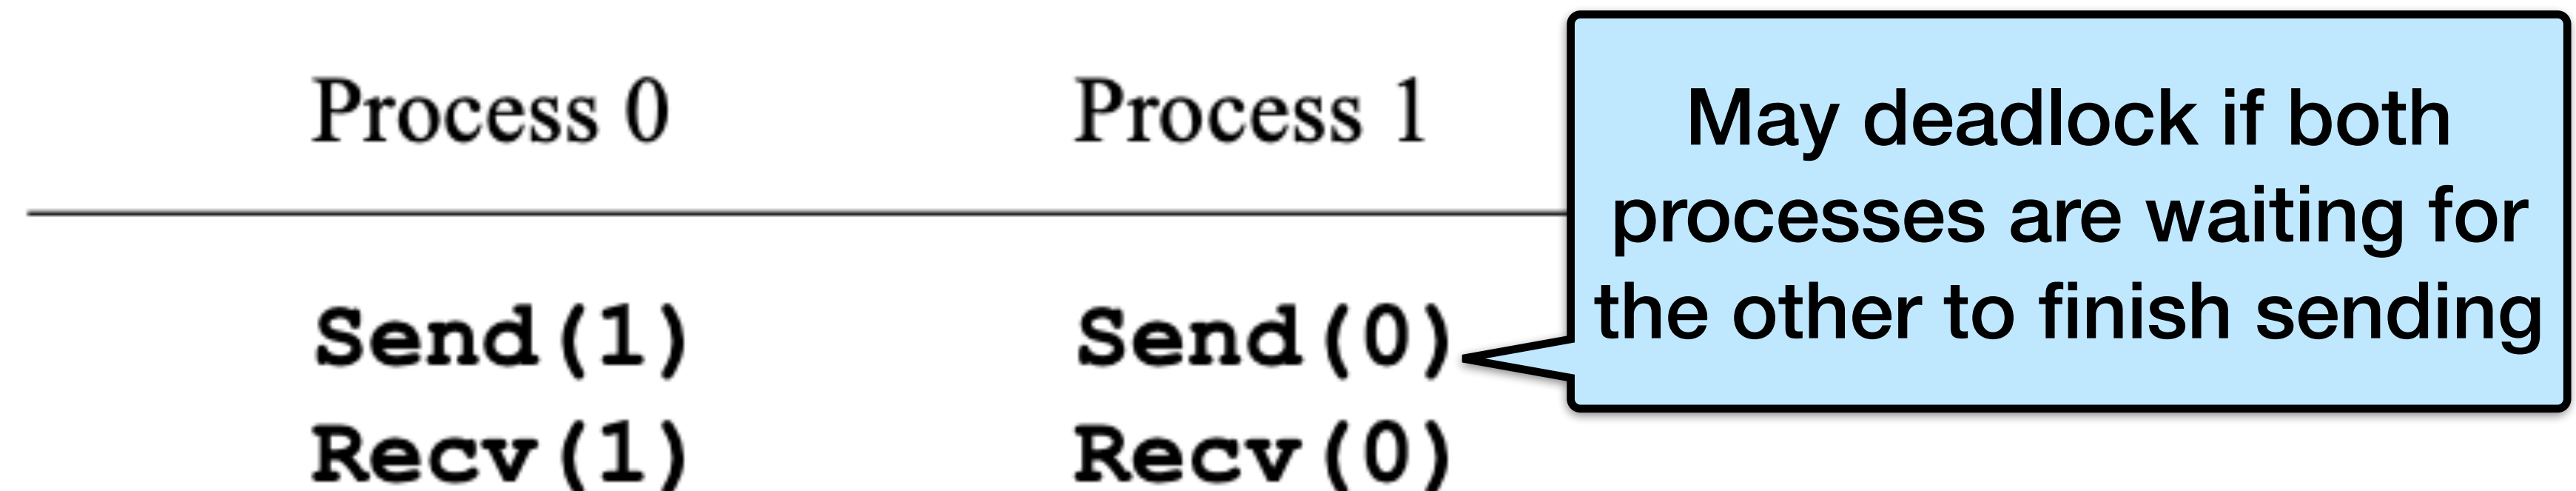 Process 0 Process 1
Send(1) Send(0)
Recv(1) Recv(0)
May deadlock if both
processes are waiting for
the other to finish sending